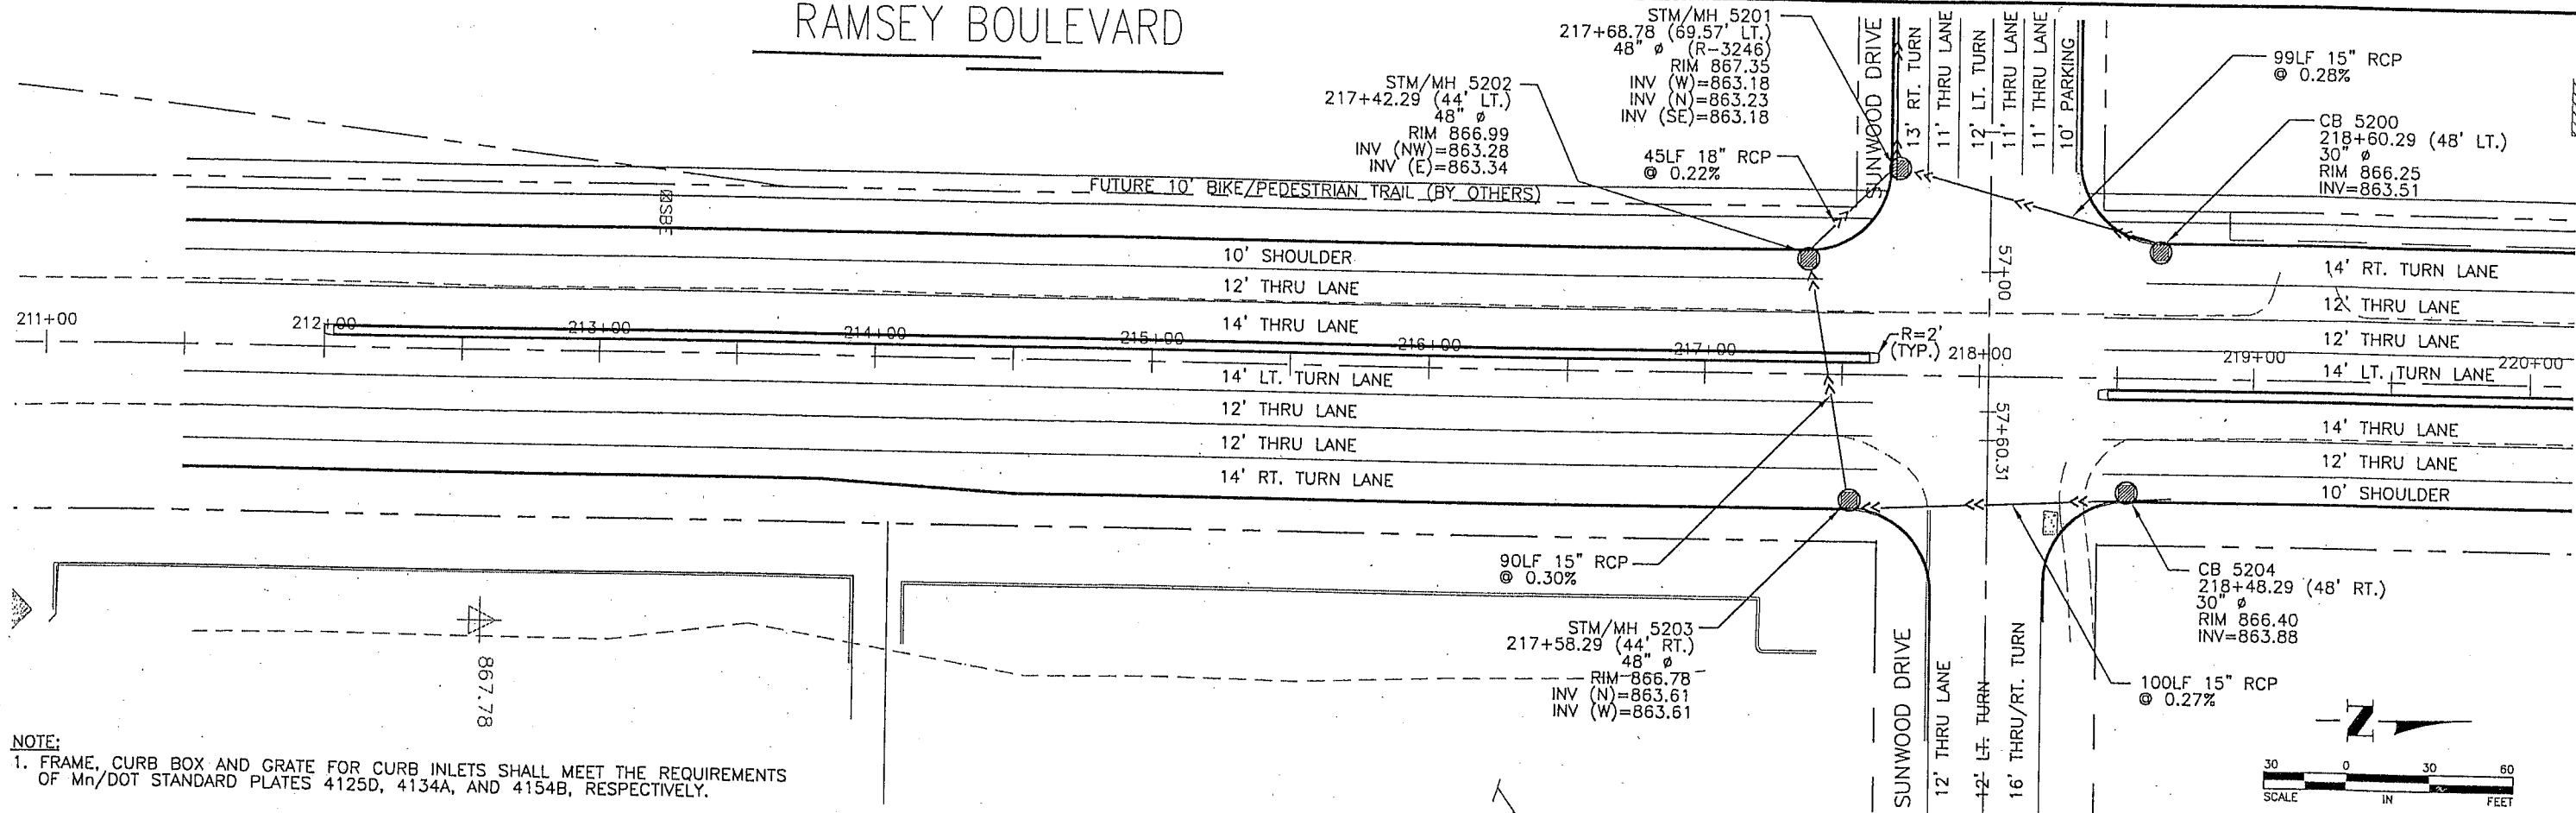 RAMSEY BOULEVARD
STM/MH 5201
217+68.78 (69.57' LT.)
48" ø (R-3246)
RIM 867.35
INV (W)=863.18
INV (N)=863.23
INV (SE)=863.18
STM/MH 5202
217+42.29 (44' LT.)
48" ø
RIM 866.99
INV (NW)=863.28
INV (E)=863.34
45LF 18" RCP
@ 0.22%
SUNWOOD DRIVE
13' RT. TURN
11' THRU LANE
12' LT. TURN
11' THRU LANE
11' THRU LANE
10' PARKING
99LF 15" RCP
@ 0.28%
CB 5200
218+60.29 (48' LT.)
30" ø
RIM 866.25
INV=863.51
FUTURE 10' BIKE/PEDESTRIAN TRAIL (BY OTHERS)
SBE
10' SHOULDER
12' THRU LANE
14' THRU LANE
14' LT. TURN LANE
12' THRU LANE
12' THRU LANE
14' RT. TURN LANE
211+00
212+00
213+00
214+00
215+00
216+00
217+00
R=2'
(TYP.)
218+00
219+00
220+00
57+00
57+60.31
14' RT. TURN LANE
12' THRU LANE
12' THRU LANE
14' LT. TURN LANE
14' THRU LANE
12' THRU LANE
10' SHOULDER
90LF 15" RCP
@ 0.30%
STM/MH 5203
217+58.29 (44' RT.)
48" ø
RIM 866.78
INV (N)=863.61
INV (W)=863.61
SUNWOOD DRIVE
12' THRU LANE
12' LT. TURN
16' THRU/RT. TURN
CB 5204
218+48.29 (48' RT.)
30" ø
RIM 866.40
INV=863.88
100LF 15" RCP
@ 0.27%
867.78
NOTE:
1. FRAME, CURB BOX AND GRATE FOR CURB INLETS SHALL MEET THE REQUIREMENTS
OF Mn/DOT STANDARD PLATES 4125D, 4134A, AND 4154B, RESPECTIVELY.
Z
30 0 30 60
SCALE IN FEET